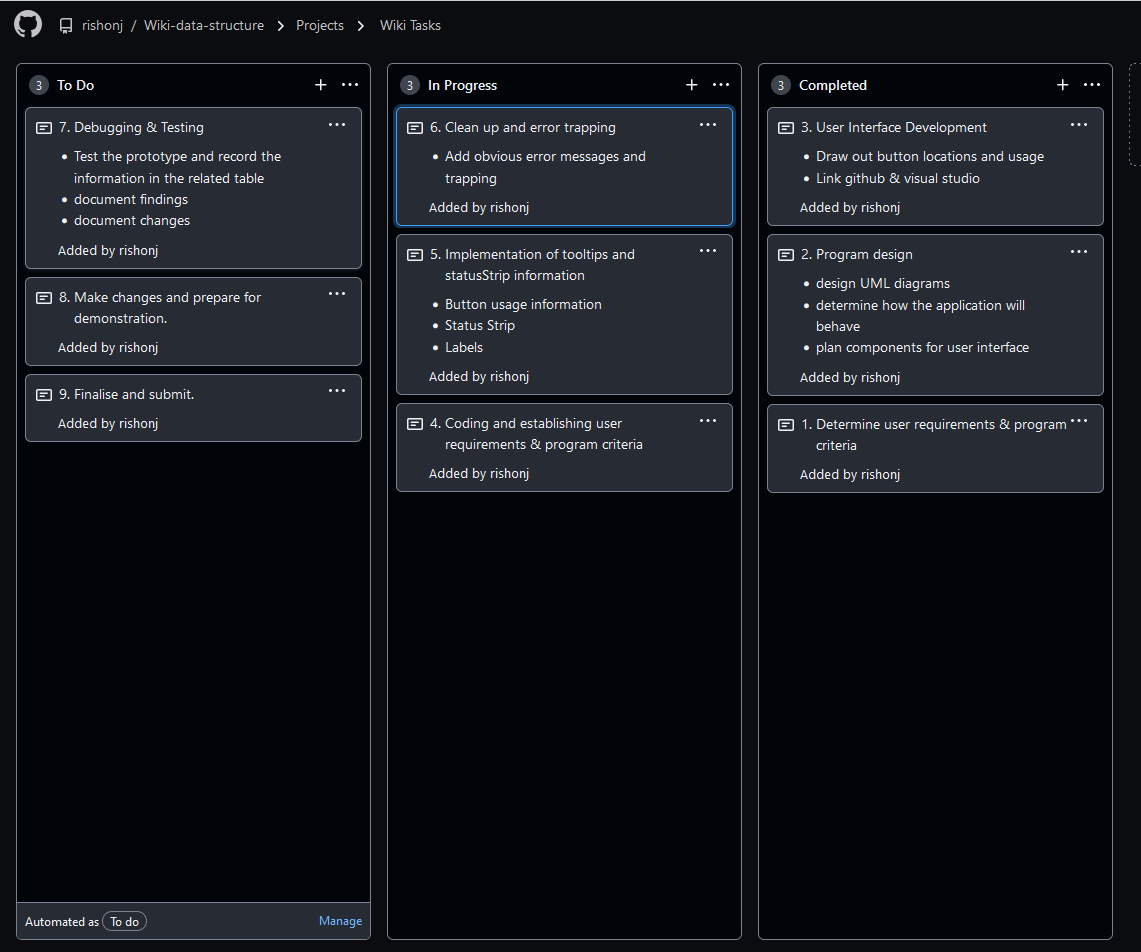 rishonj / Wiki-data-structure > Projects > Wiki Tasks
3 To Do
7. Debugging & Testing
• Test the prototype and record the
information in the related table
• document findings
• document changes
Added by rishonj
8. Make changes and prepare for
demonstration.
Added by rishonj
9. Finalise and submit.
Added by rishonj
Automated as To do Manage
3 In Progress
6. Clean up and error trapping
• Add obvious error messages and
trapping
Added by rishonj
5. Implementation of tooltips and
statusStrip information
• Button usage information
• Status Strip
• Labels
Added by rishonj
4. Coding and establishing user
requirements & program criteria
Added by rishonj
3 Completed
3. User Interface Development
• Draw out button locations and usage
• Link github & visual studio
Added by rishonj
2. Program design
• design UML diagrams
• determine how the application will
behave
• plan components for user interface
Added by rishonj
1. Determine user requirements & program
criteria
Added by rishonj